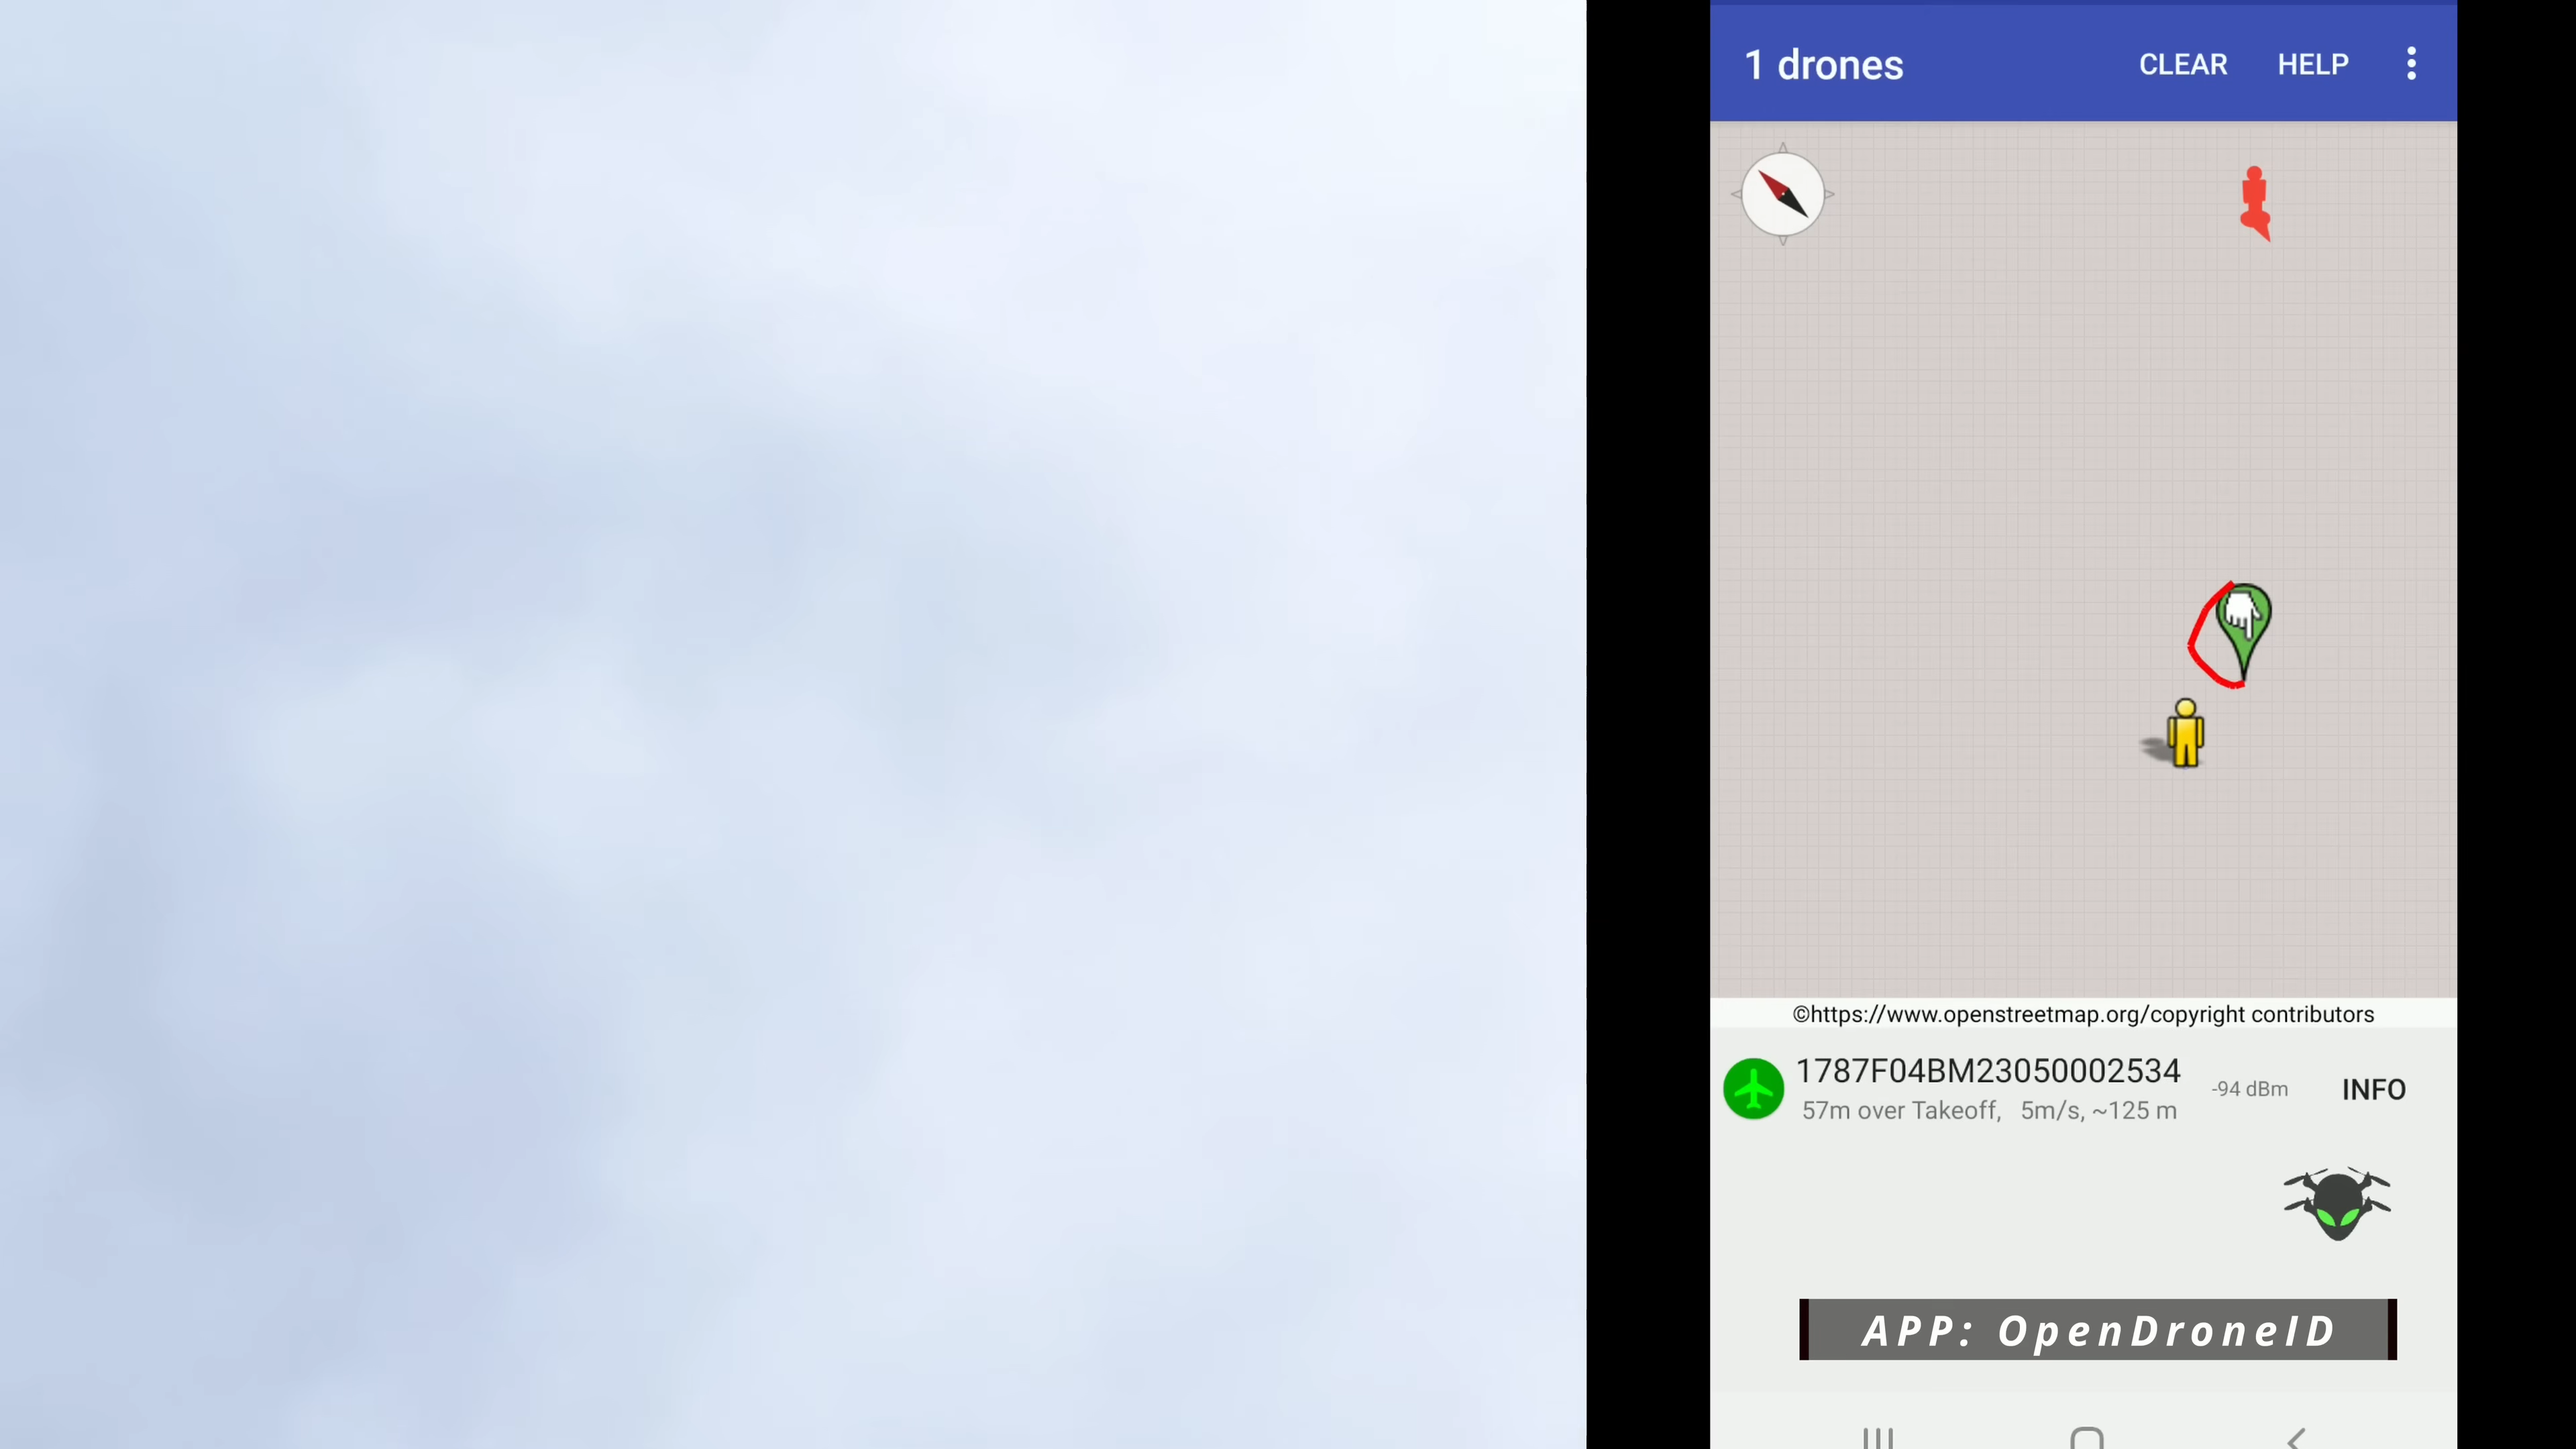 1 drones CLEAR HELP
©https://www.openstreetmap.org/copyright contributors
1787F04BM23050002534 -94 dBm INFO
57m over Takeoff, 5m/s, ~125 m
APP: OpenDroneID